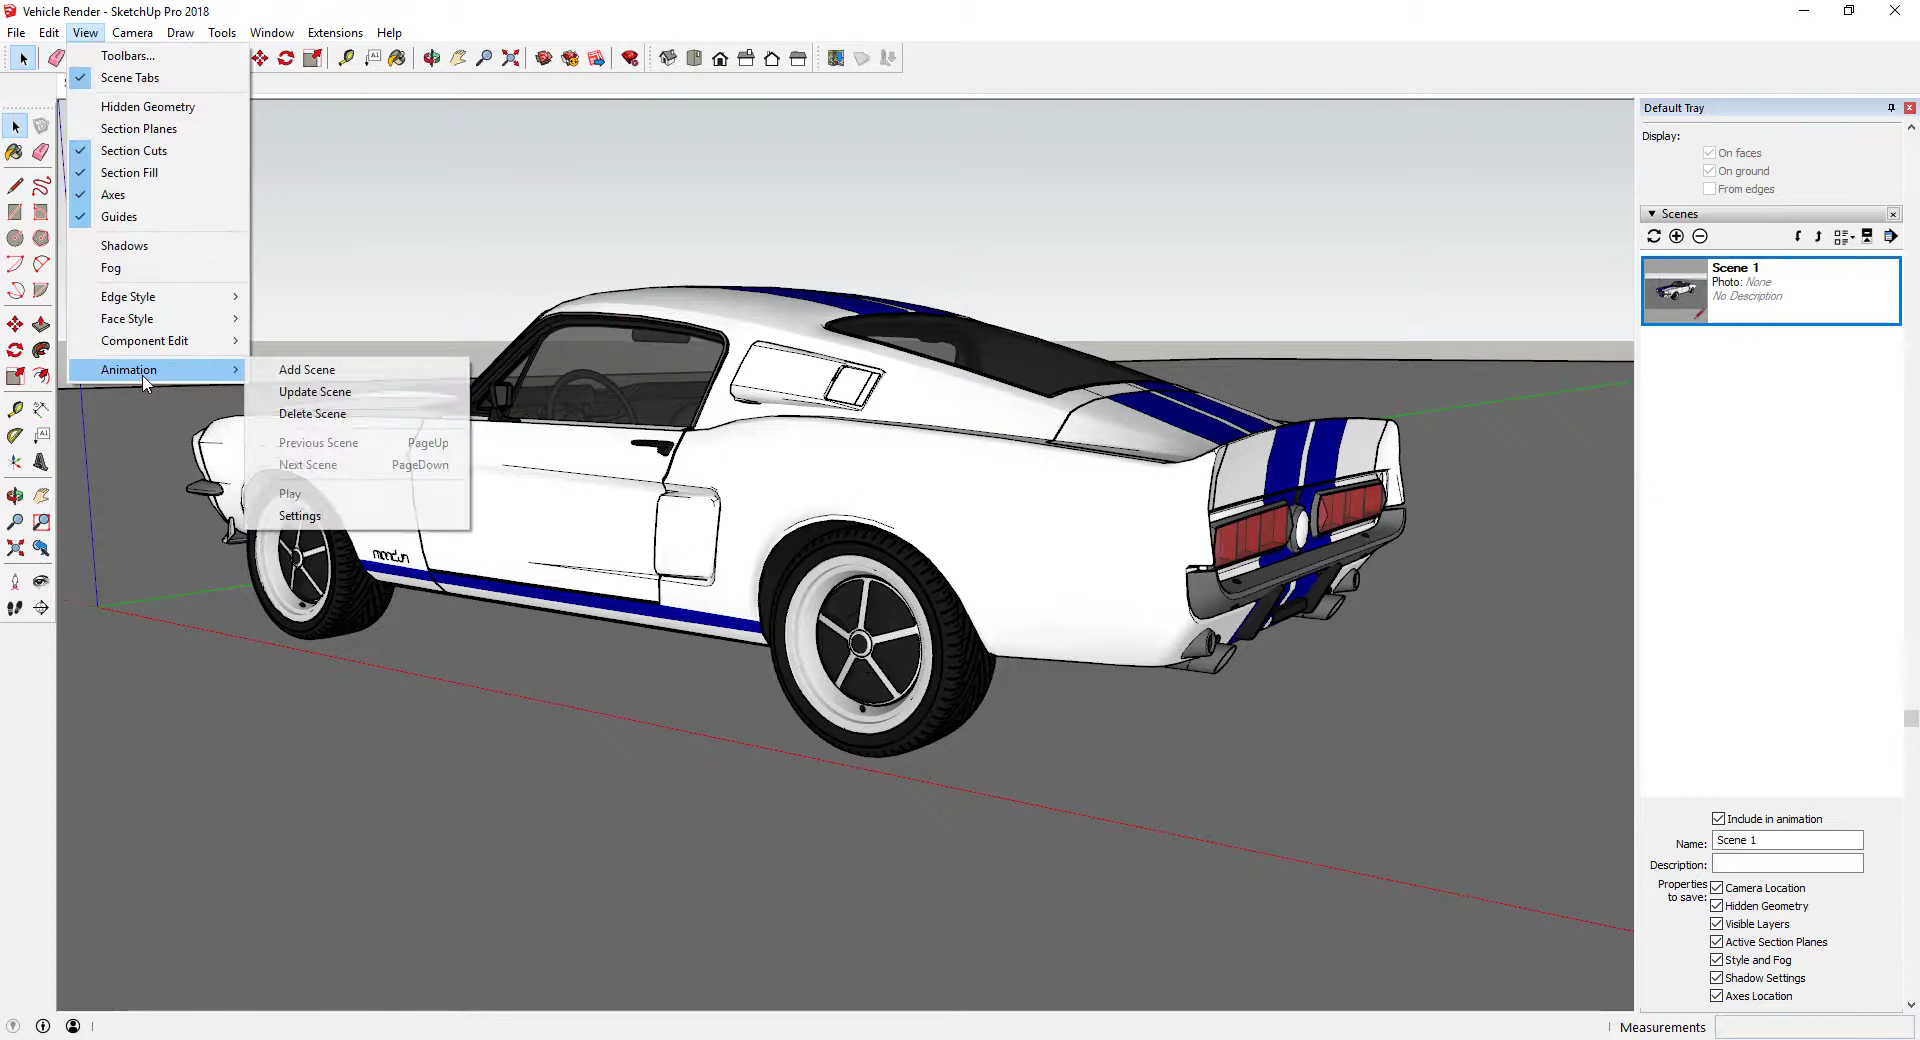 Vehicle Render - SketchUp Pro 2018
File Edit View Camera Draw Tools Window Extensions Help
Toolbars...
Scene Tabs
Hidden Geometry
Section Planes
Section Cuts
Section Fill
Axes
Guides
Shadows
Fog
Edge Style
Face Style
Component Edit
Animation
Add Scene
Update Scene
Delete Scene
Previous Scene PageUp
Next Scene PageDown
Play
Settings
Default Tray
Display:
On faces
On ground
From edges
Scenes
Scene 1
Photo: None
No Description
Include in animation
Name: Scene 1
Description:
Properties to save:
Camera Location
Hidden Geometry
Visible Layers
Active Section Planes
Style and Fog
Shadow Settings
Axes Location
Measurements